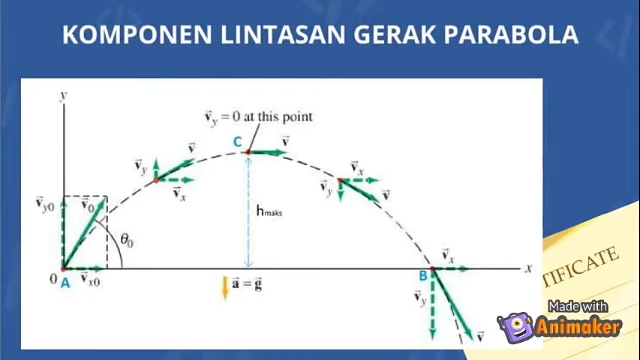 KOMPONEN LINTASAN GERAK PARABOLA
y
v⃗y = 0 at this point
C
v⃗
v⃗y
v⃗
v⃗x
v⃗x
v⃗y
v⃗
v⃗y0
v⃗0
hmaks
θ0
0
A
v⃗x0
a⃗ = g⃗
B
v⃗x
x
v⃗y
v⃗
TIFICATE
Made with
Animaker